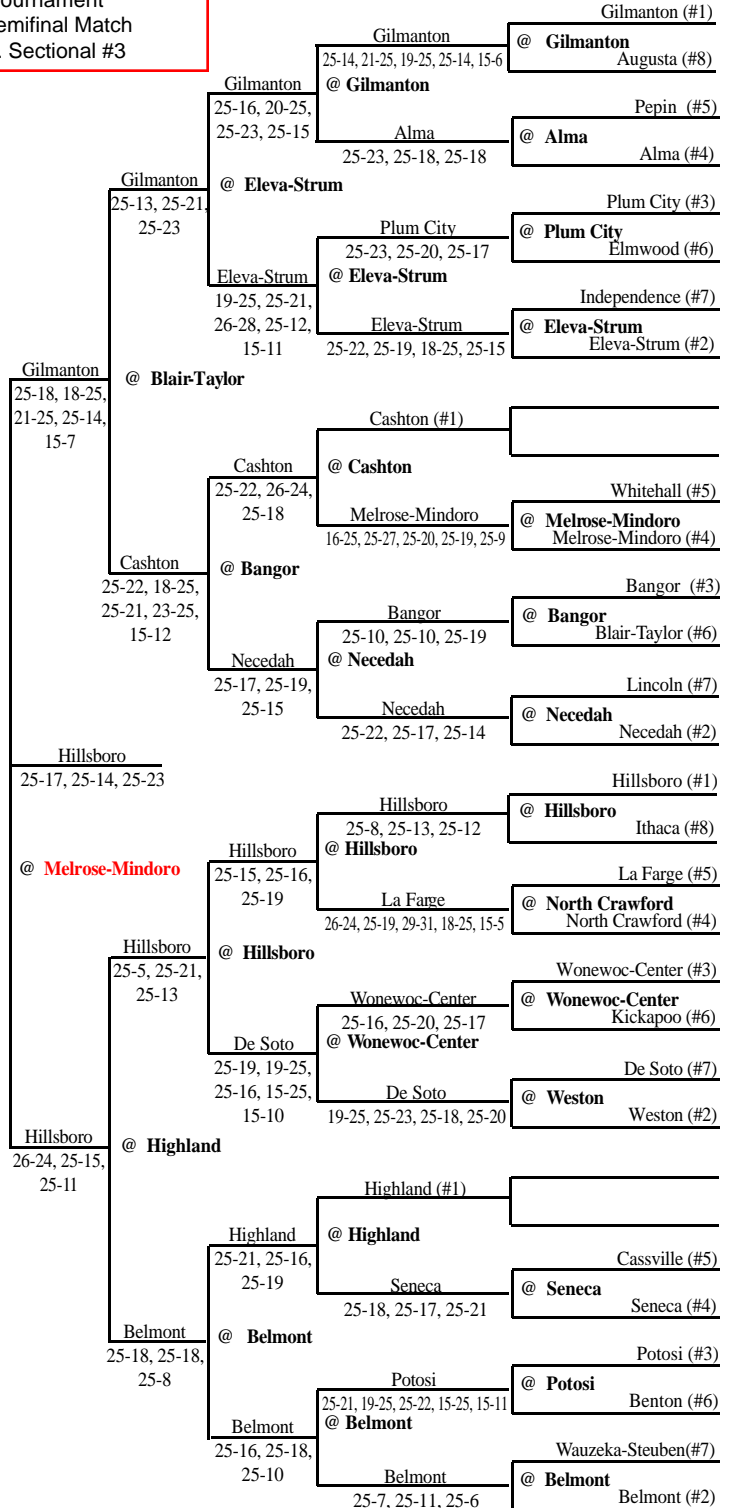 ournament
emifinal Match
. Sectional #3
Gilmanton (#1)
@ Gilmanton
Augusta (#8)
Gilmanton
25-14, 21-25, 19-25, 25-14, 15-6
@ Gilmanton
Pepin (#5)
@ Alma
Alma (#4)
Alma
25-23, 25-18, 25-18
Gilmanton
25-16, 20-25,
25-23, 25-15
@ Eleva-Strum
Plum City (#3)
@ Plum City
Elmwood (#6)
Plum City
25-23, 25-20, 25-17
@ Eleva-Strum
Independence (#7)
@ Eleva-Strum
Eleva-Strum (#2)
Eleva-Strum
25-22, 25-19, 18-25, 25-15
Eleva-Strum
19-25, 25-21,
26-28, 25-12,
15-11
Gilmanton
25-13, 25-21,
25-23
@ Blair-Taylor
Gilmanton
25-18, 18-25,
21-25, 25-14,
15-7
Cashton (#1)
@ Cashton
Whitehall (#5)
@ Melrose-Mindoro
Melrose-Mindoro (#4)
Melrose-Mindoro
16-25, 25-27, 25-20, 25-19, 25-9
Cashton
25-22, 26-24,
25-18
@ Bangor
Bangor (#3)
@ Bangor
Blair-Taylor (#6)
Bangor
25-10, 25-10, 25-19
@ Necedah
Lincoln (#7)
@ Necedah
Necedah (#2)
Necedah
25-22, 25-17, 25-14
Necedah
25-17, 25-19,
25-15
Cashton
25-22, 18-25,
25-21, 23-25,
15-12
Hillsboro
25-17, 25-14, 25-23
@ Melrose-Mindoro
Hillsboro (#1)
@ Hillsboro
Ithaca (#8)
Hillsboro
25-8, 25-13, 25-12
@ Hillsboro
La Farge (#5)
@ North Crawford
North Crawford (#4)
La Farge
26-24, 25-19, 29-31, 18-25, 15-5
Hillsboro
25-15, 25-16,
25-19
@ Hillsboro
Wonewoc-Center (#3)
@ Wonewoc-Center
Kickapoo (#6)
Wonewoc-Center
25-16, 25-20, 25-17
@ Wonewoc-Center
De Soto (#7)
@ Weston
Weston (#2)
De Soto
19-25, 25-23, 25-18, 25-20
De Soto
25-19, 19-25,
25-16, 15-25,
15-10
Hillsboro
25-5, 25-21,
25-13
@ Highland
Hillsboro
26-24, 25-15,
25-11
Highland (#1)
@ Highland
Cassville (#5)
@ Seneca
Seneca (#4)
Seneca
25-18, 25-17, 25-21
Highland
25-21, 25-16,
25-19
@ Belmont
Potosi (#3)
@ Potosi
Benton (#6)
Potosi
25-21, 19-25, 25-22, 15-25, 15-11
@ Belmont
Wauzeka-Steuben(#7)
@ Belmont
Belmont (#2)
Belmont
25-7, 25-11, 25-6
Belmont
25-16, 25-18,
25-10
Belmont
25-18, 25-18,
25-8